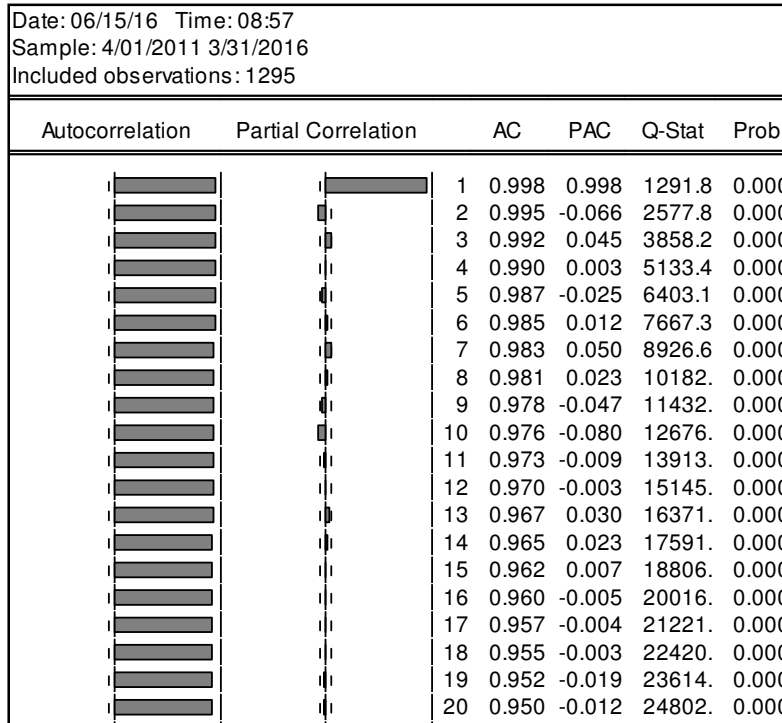 Date: 06/15/16 Time: 08:57
Sample: 4/01/2011 3/31/2016
Included observations: 1295
Autocorrelation Partial Correlation AC PAC Q-Stat Prob
1 0.998 0.998 1291.8 0.000
2 0.995 -0.066 2577.8 0.000
3 0.992 0.045 3858.2 0.000
4 0.990 0.003 5133.4 0.000
5 0.987 -0.025 6403.1 0.000
6 0.985 0.012 7667.3 0.000
7 0.983 0.050 8926.6 0.000
8 0.981 0.023 10182. 0.000
9 0.978 -0.047 11432. 0.000
10 0.976 -0.080 12676. 0.000
11 0.973 -0.009 13913. 0.000
12 0.970 -0.003 15145. 0.000
13 0.967 0.030 16371. 0.000
14 0.965 0.023 17591. 0.000
15 0.962 0.007 18806. 0.000
16 0.960 -0.005 20016. 0.000
17 0.957 -0.004 21221. 0.000
18 0.955 -0.003 22420. 0.000
19 0.952 -0.019 23614. 0.000
20 0.950 -0.012 24802. 0.000